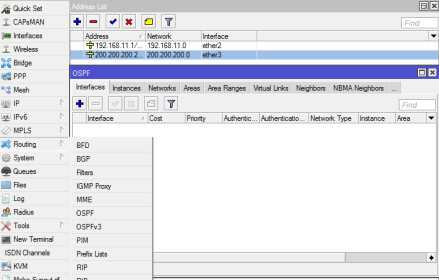 Quick Set
CAPsMAN
Interfaces
Wireless
Bridge
PPP
Mesh
IP
IPv6
MPLS
Routing
System
Queues
Files
Log
Radius
Tools
New Terminal
ISDN Channels
KVM
Address List
Find
Address Network Interface
192.168.11.1/... 192.168.11.0 ether2
200.200.200.2... 200.200.200.0 ether3
OSPF
Interfaces Instances Networks Areas Area Ranges Virtual Links Neighbors NBMA Neighbors ...
Find
Interface Cost Priority Authentic... Authenticatio... Network Type Instance Area
BFD
BGP
Filters
IGMP Proxy
MME
OSPF
OSPFv3
PIM
Prefix Lists
RIP